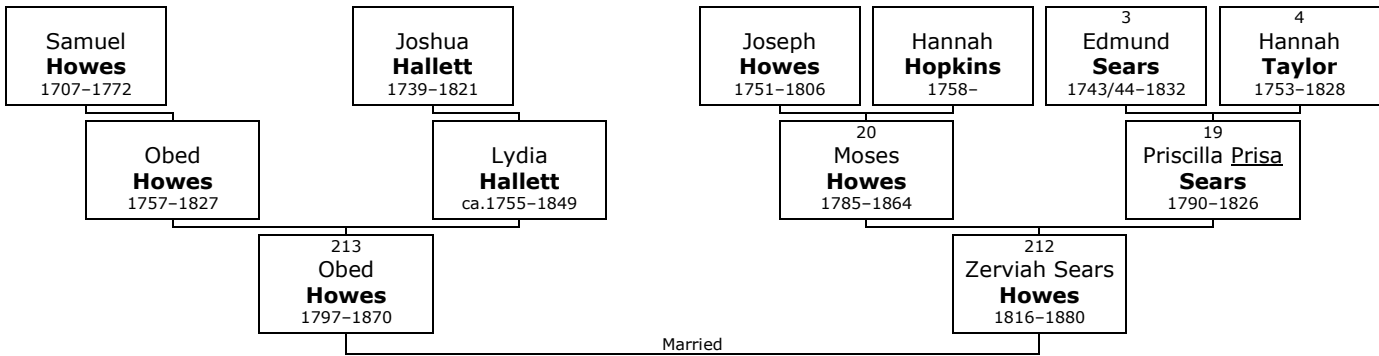 Samuel
Howes
1707–1772
Joshua
Hallett
1739–1821
Joseph
Howes
1751–1806
Hannah
Hopkins
1758–
3
Edmund
Sears
1743/44–1832
4
Hannah
Taylor
1753–1828
Obed
Howes
1757–1827
Lydia
Hallett
ca.1755–1849
20
Moses
Howes
1785–1864
19
Priscilla Prisa
Sears
1790–1826
213
Obed
Howes
1797–1870
212
Zerviah Sears
Howes
1816–1880
Married